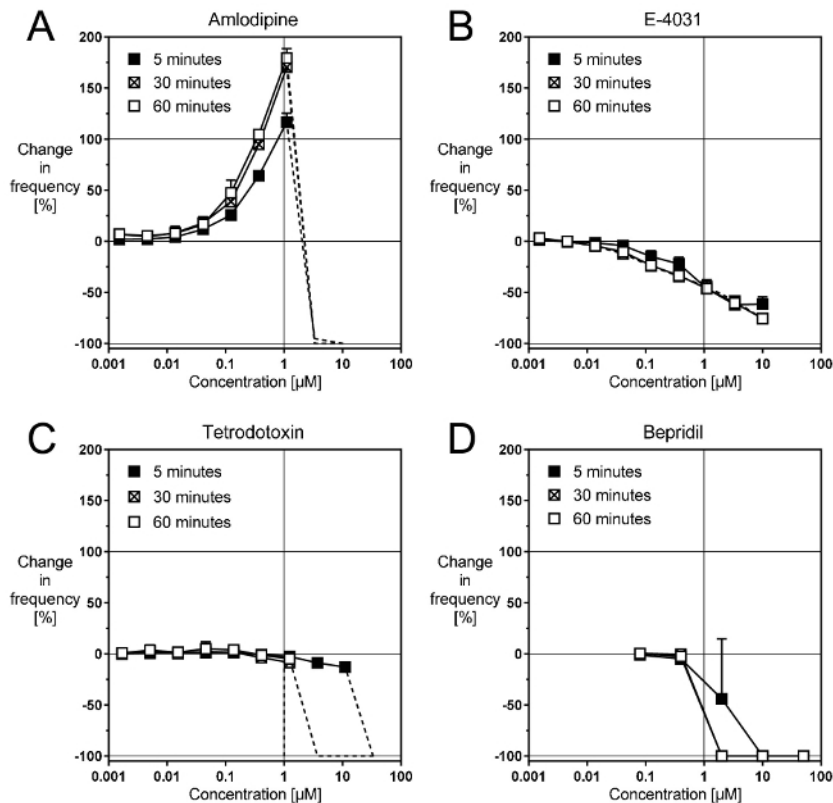 A
Amlodipine
200
150
100
50
0
-50
-100
5 minutes
30 minutes
60 minutes
Change
in
frequency
[%]
0.001 0.01 0.1 1 10 100
Concentration [µM]
B
E-4031
200
150
100
50
0
-50
-100
5 minutes
30 minutes
60 minutes
Change
in
frequency
[%]
0.001 0.01 0.1 1 10 100
Concentration [µM]
C
Tetrodotoxin
200
150
100
50
0
-50
-100
5 minutes
30 minutes
60 minutes
Change
in
frequency
[%]
0.001 0.01 0.1 1 10 100
Concentration [µM]
D
Bepridil
200
150
100
50
0
-50
-100
5 minutes
30 minutes
60 minutes
Change
in
frequency
[%]
0.001 0.01 0.1 1 10 100
Concentration [µM]